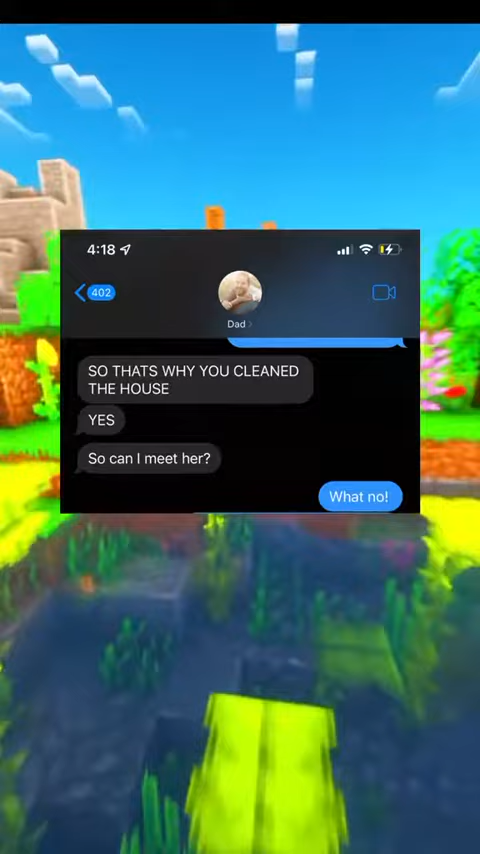 4:18
402
Dad
SO THATS WHY YOU CLEANED
THE HOUSE
YES
So can I meet her?
What no!